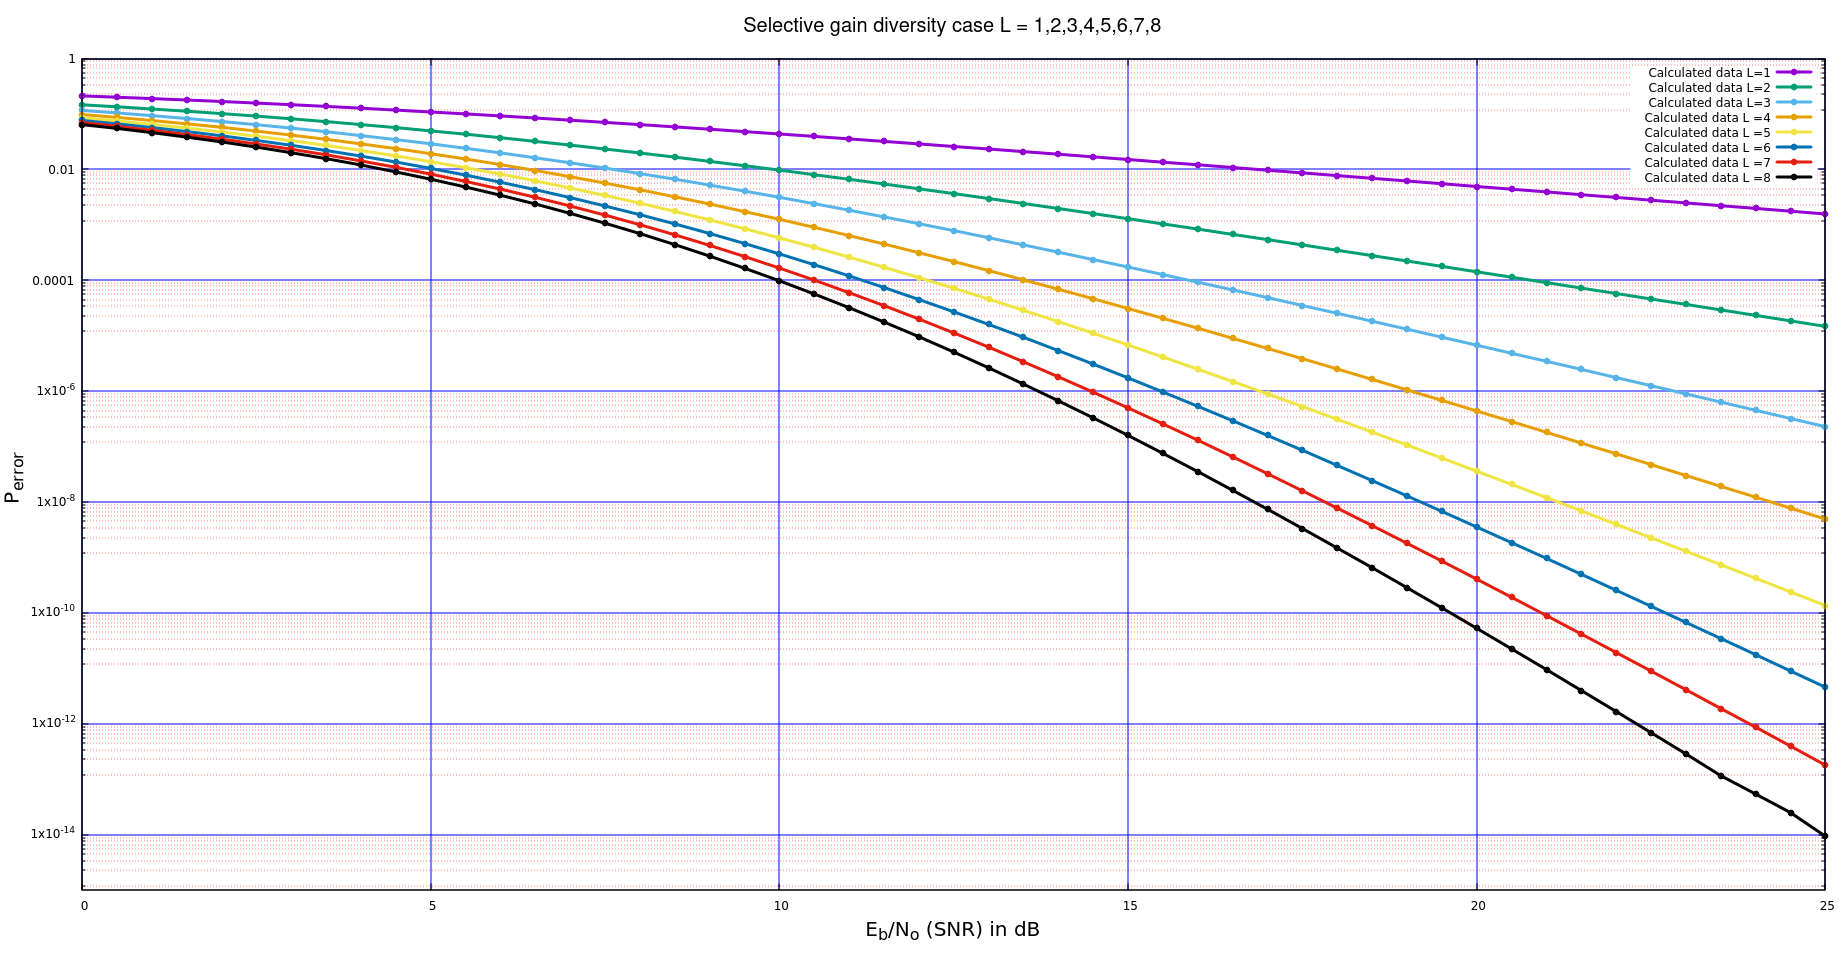 Selective gain diversity case L = 1,2,3,4,5,6,7,8
Calculated data L=1
Calculated data L=2
Calculated data L=3
Calculated data L =4
Calculated data L =5
Calculated data L =6
Calculated data L =7
Calculated data L =8
1
0.01
0.0001
1x10-6
1x10-8
1x10-10
1x10-12
1x10-14
Perror
0 5 10 15 20 25
Eb/No (SNR) in dB